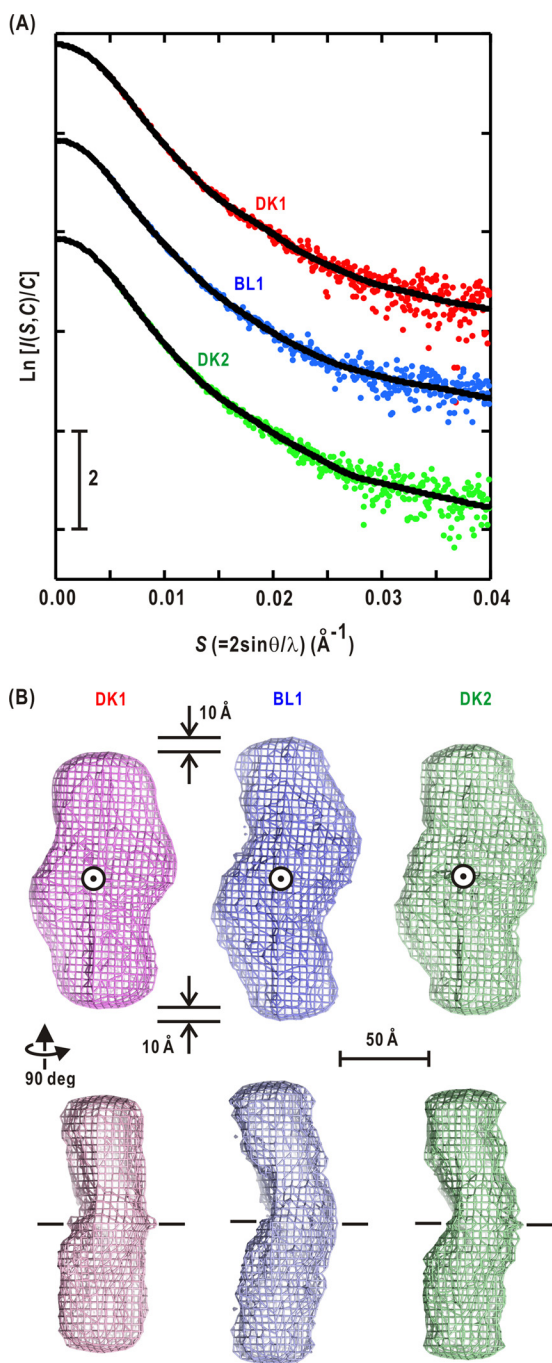 (A)
Ln [I(S,C)/C]
DK1
BL1
DK2
2
0.00 0.01 0.02 0.03 0.04
S (=2sinθ/λ) (Å⁻¹)
(B)
DK1 BL1 DK2
10 Å
10 Å
50 Å
90 deg